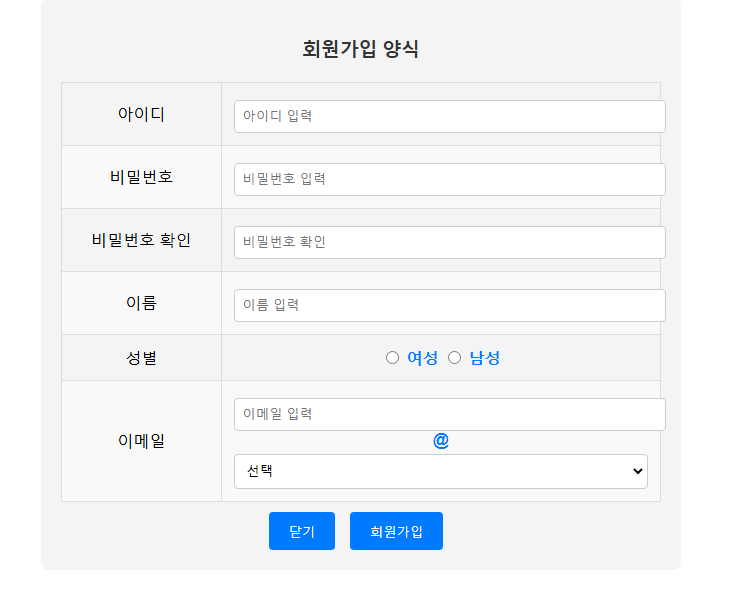 회원가입 양식
아이디 아이디 입력
비밀번호 비밀번호 입력
비밀번호 확인 비밀번호 확인
이름 이름 입력
성별 여성 남성
이메일 이메일 입력
@
선택
닫기 회원가입